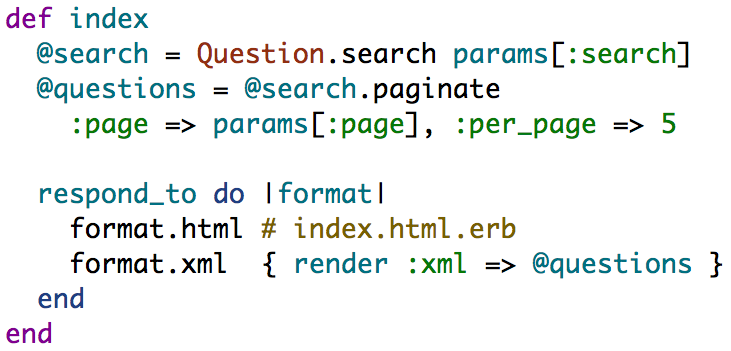 def index
  @search = Question.search params[:search]
  @questions = @search.paginate
    :page => params[:page], :per_page => 5

  respond_to do |format|
    format.html # index.html.erb
    format.xml  { render :xml => @questions }
  end
end